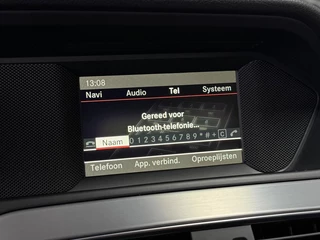 13:08
Navi Audio Tel Systeem
Gereed voor
Bluetooth-telefonie...
Naam 0 1 2 3 4 5 6 7 8 9 * # + C
Telefoon App. verbind. Oproeplijsten